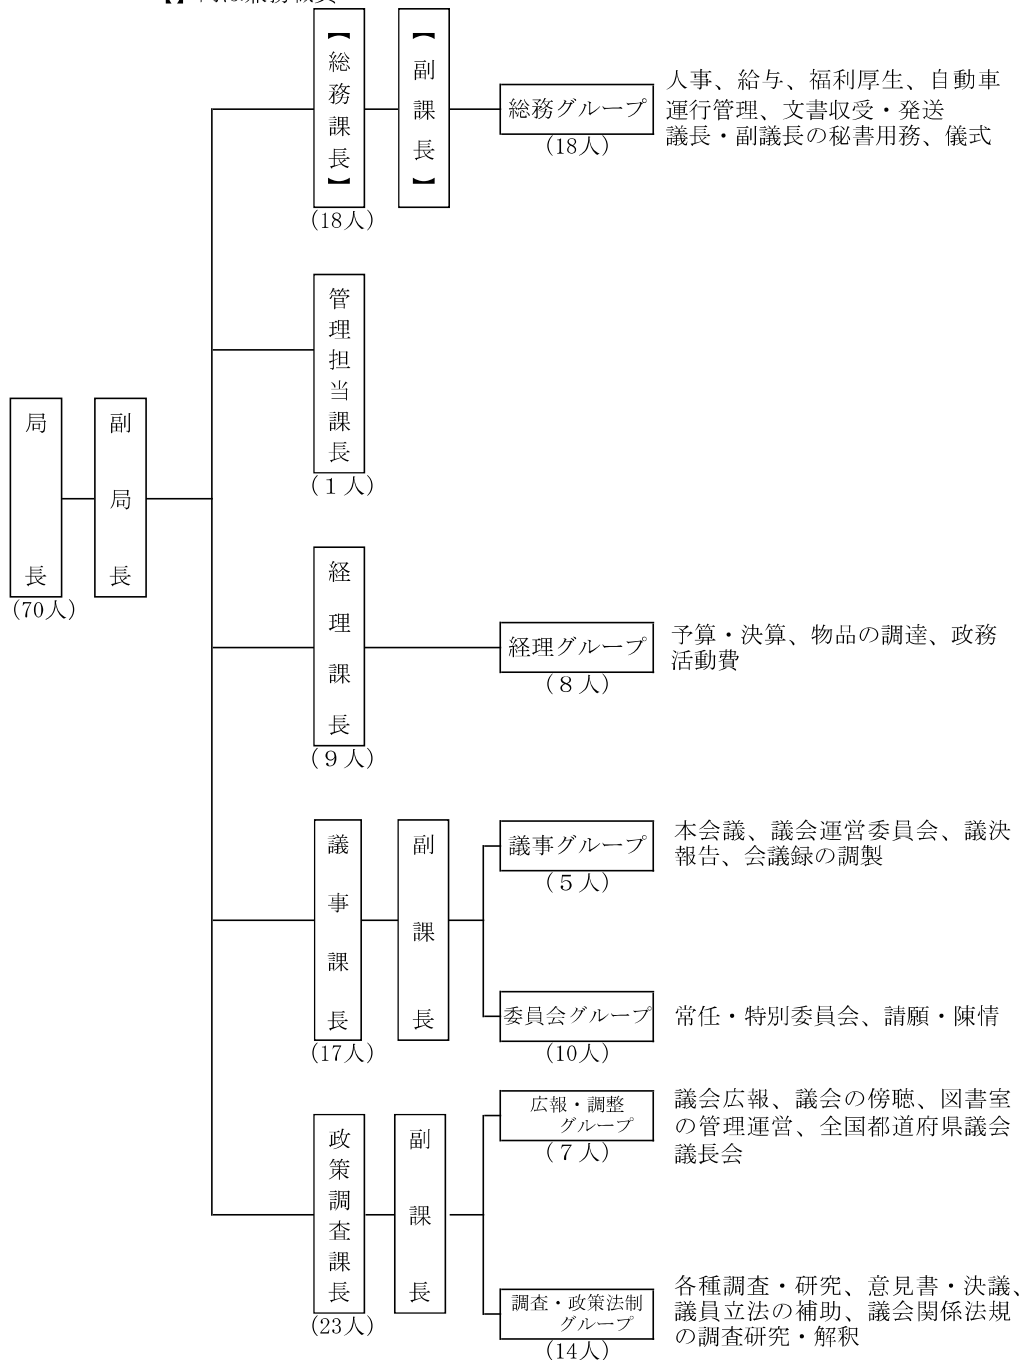 【総務課長】
(18人)
【副課長】
総務グループ
(18人)
人事、給与、福利厚生、自動車
運行管理、文書収受・発送
議長・副議長の秘書用務、儀式
管理担当課長
(１人)
局長
(70人)
副局長
経理課長
(９人)
経理グループ
(８人)
予算・決算、物品の調達、政務
活動費
議事課長
(17人)
副課長
議事グループ
(５人)
本会議、議会運営委員会、議決
報告、会議録の調製
委員会グループ
(10人)
常任・特別委員会、請願・陳情
政策調査課長
(23人)
副課長
広報・調整
グループ
(７人)
議会広報、議会の傍聴、図書室
の管理運営、全国都道府県議会
議長会
調査・政策法制
グループ
(14人)
各種調査・研究、意見書・決議、
議員立法の補助、議会関係法規
の調査研究・解釈